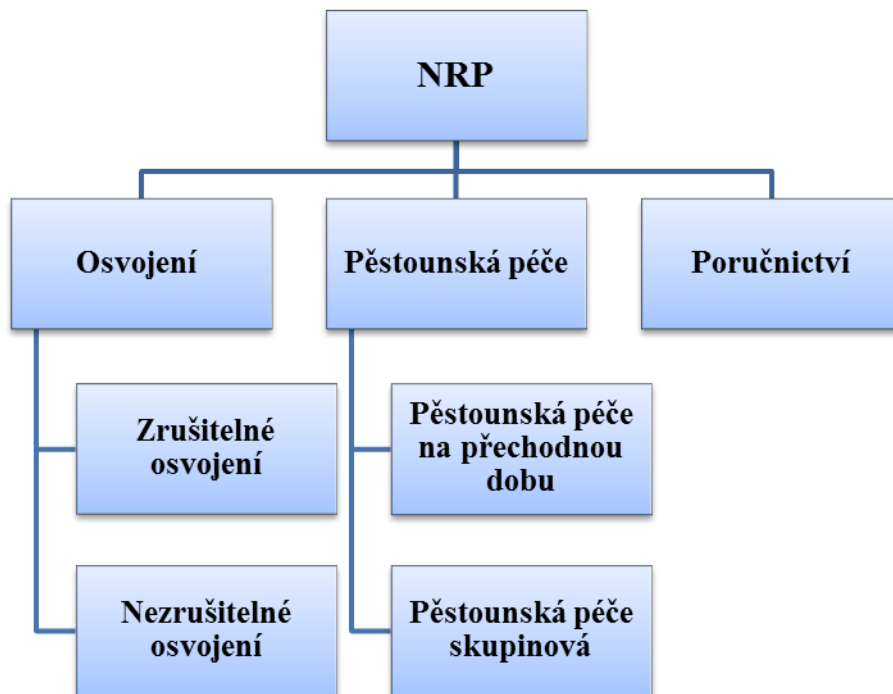 NRP
Osvojení
Pěstounská péče
Poručnictví
Zrušitelné
osvojení
Pěstounská péče
na přechodnou
dobu
Nezrušitelné
osvojení
Pěstounská péče
skupinová